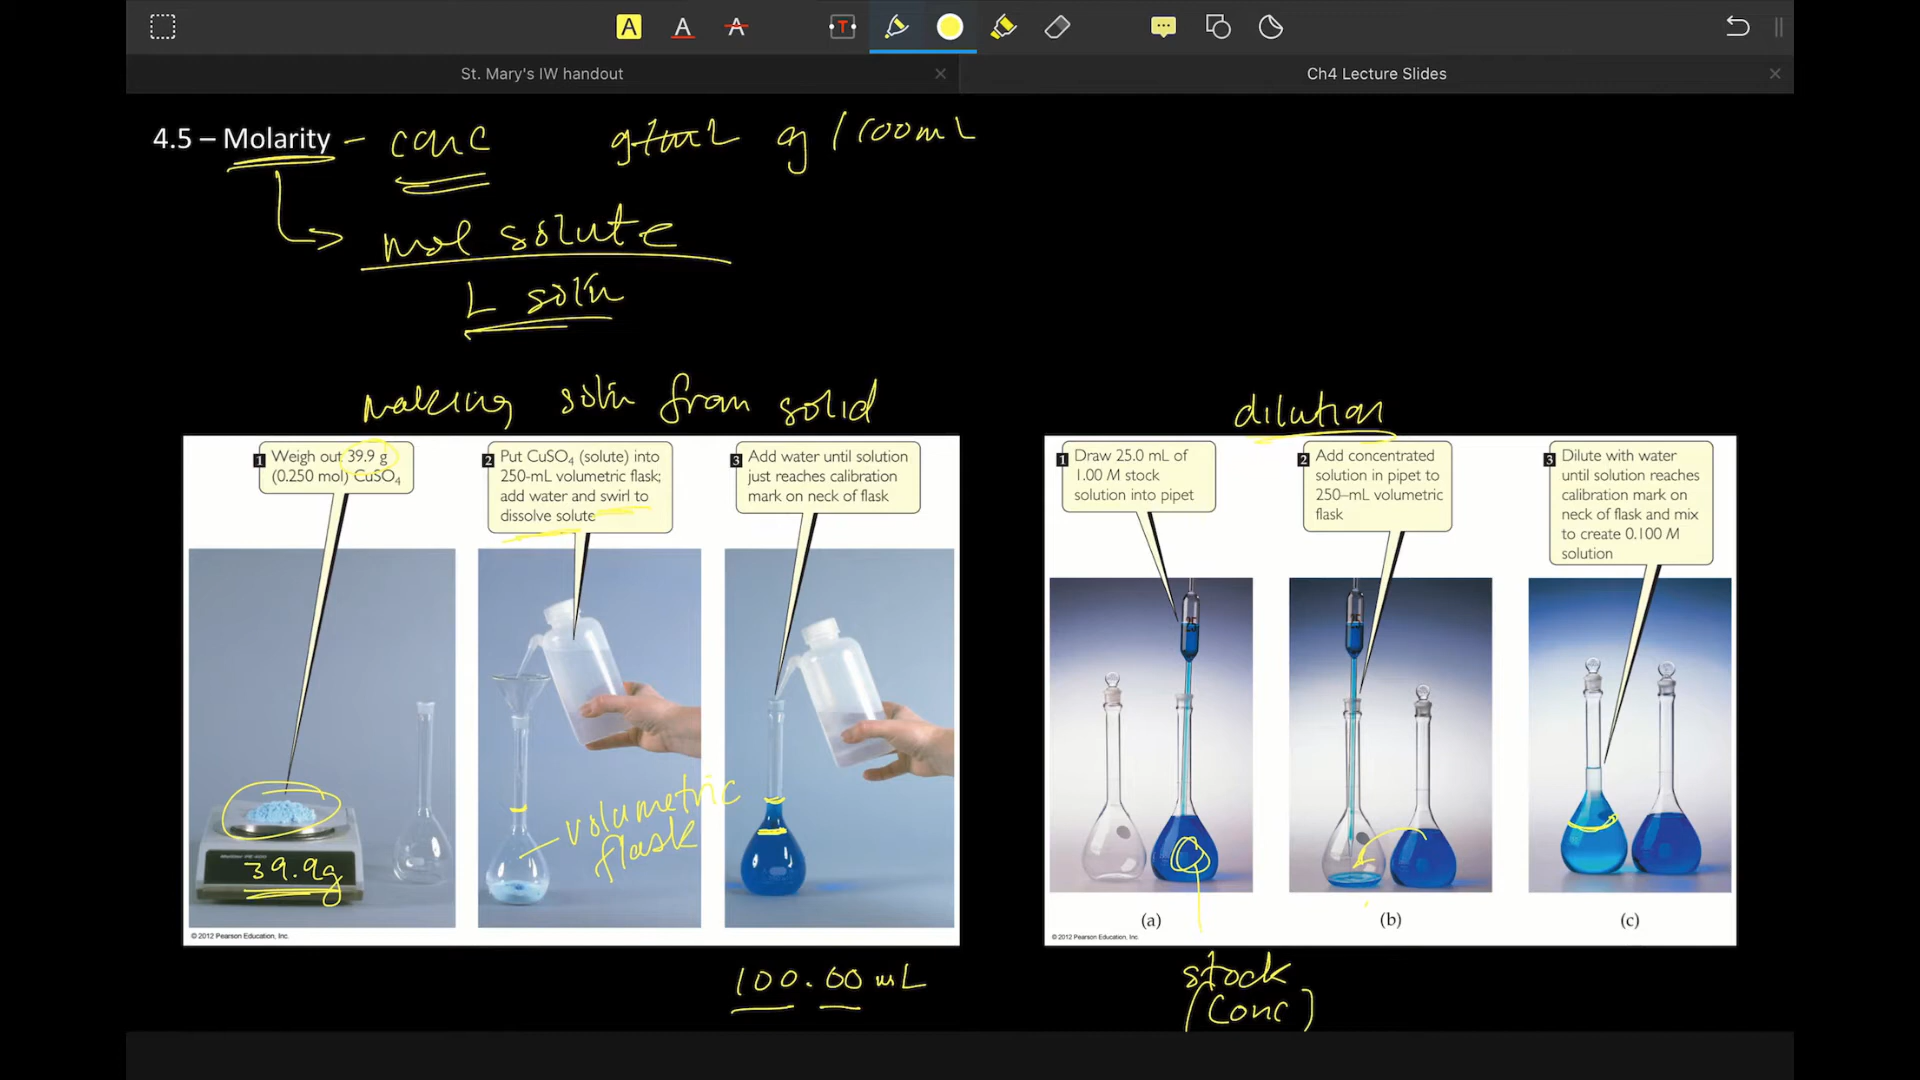 St. Mary's IW handout
Ch4 Lecture Slides
4.5 – Molarity – conc g/mL g/100mL
mol solute
L soln
making soln from solid
dilution
1 Weigh out 39.9 g
(0.250 mol) CuSO₄
2 Put CuSO₄ (solute) into
250-mL volumetric flask;
add water and swirl to
dissolve solute
3 Add water until solution
just reaches calibration
mark on neck of flask
1 Draw 25.0 mL of
1.00 M stock
solution into pipet
2 Add concentrated
solution in pipet to
250–mL volumetric
flask
3 Dilute with water
until solution reaches
calibration mark on
neck of flask and mix
to create 0.100 M
solution
volumetric
flask
39.9g
(a)
(b)
(c)
© 2012 Pearson Education, Inc.
© 2012 Pearson Education, Inc.
100.00 mL
stock
(conc)